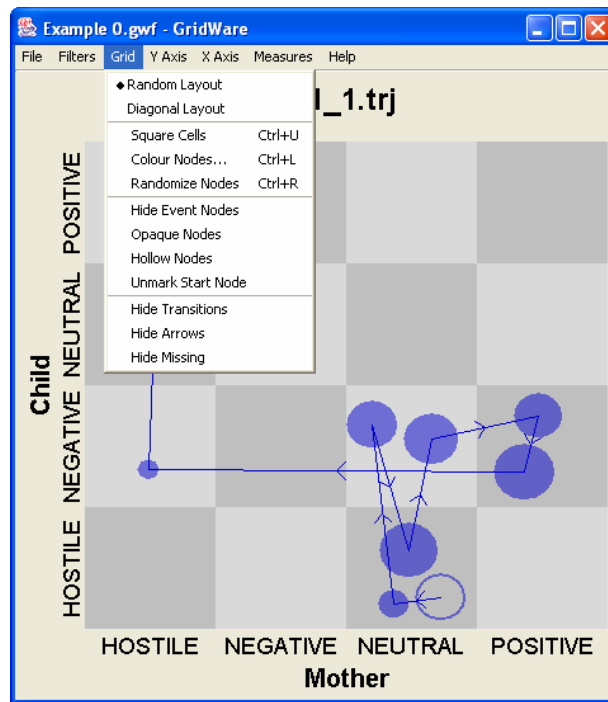 Example 0.gwf - GridWare
File Filters Grid Y Axis X Axis Measures Help
Random Layout
Diagonal Layout
Square Cells Ctrl+U
Colour Nodes... Ctrl+L
Randomize Nodes Ctrl+R
Hide Event Nodes
Opaque Nodes
Hollow Nodes
Unmark Start Node
Hide Transitions
Hide Arrows
Hide Missing
_1.trj
Child
POSITIVE
NEUTRAL
NEGATIVE
HOSTILE
HOSTILE NEGATIVE NEUTRAL POSITIVE
Mother